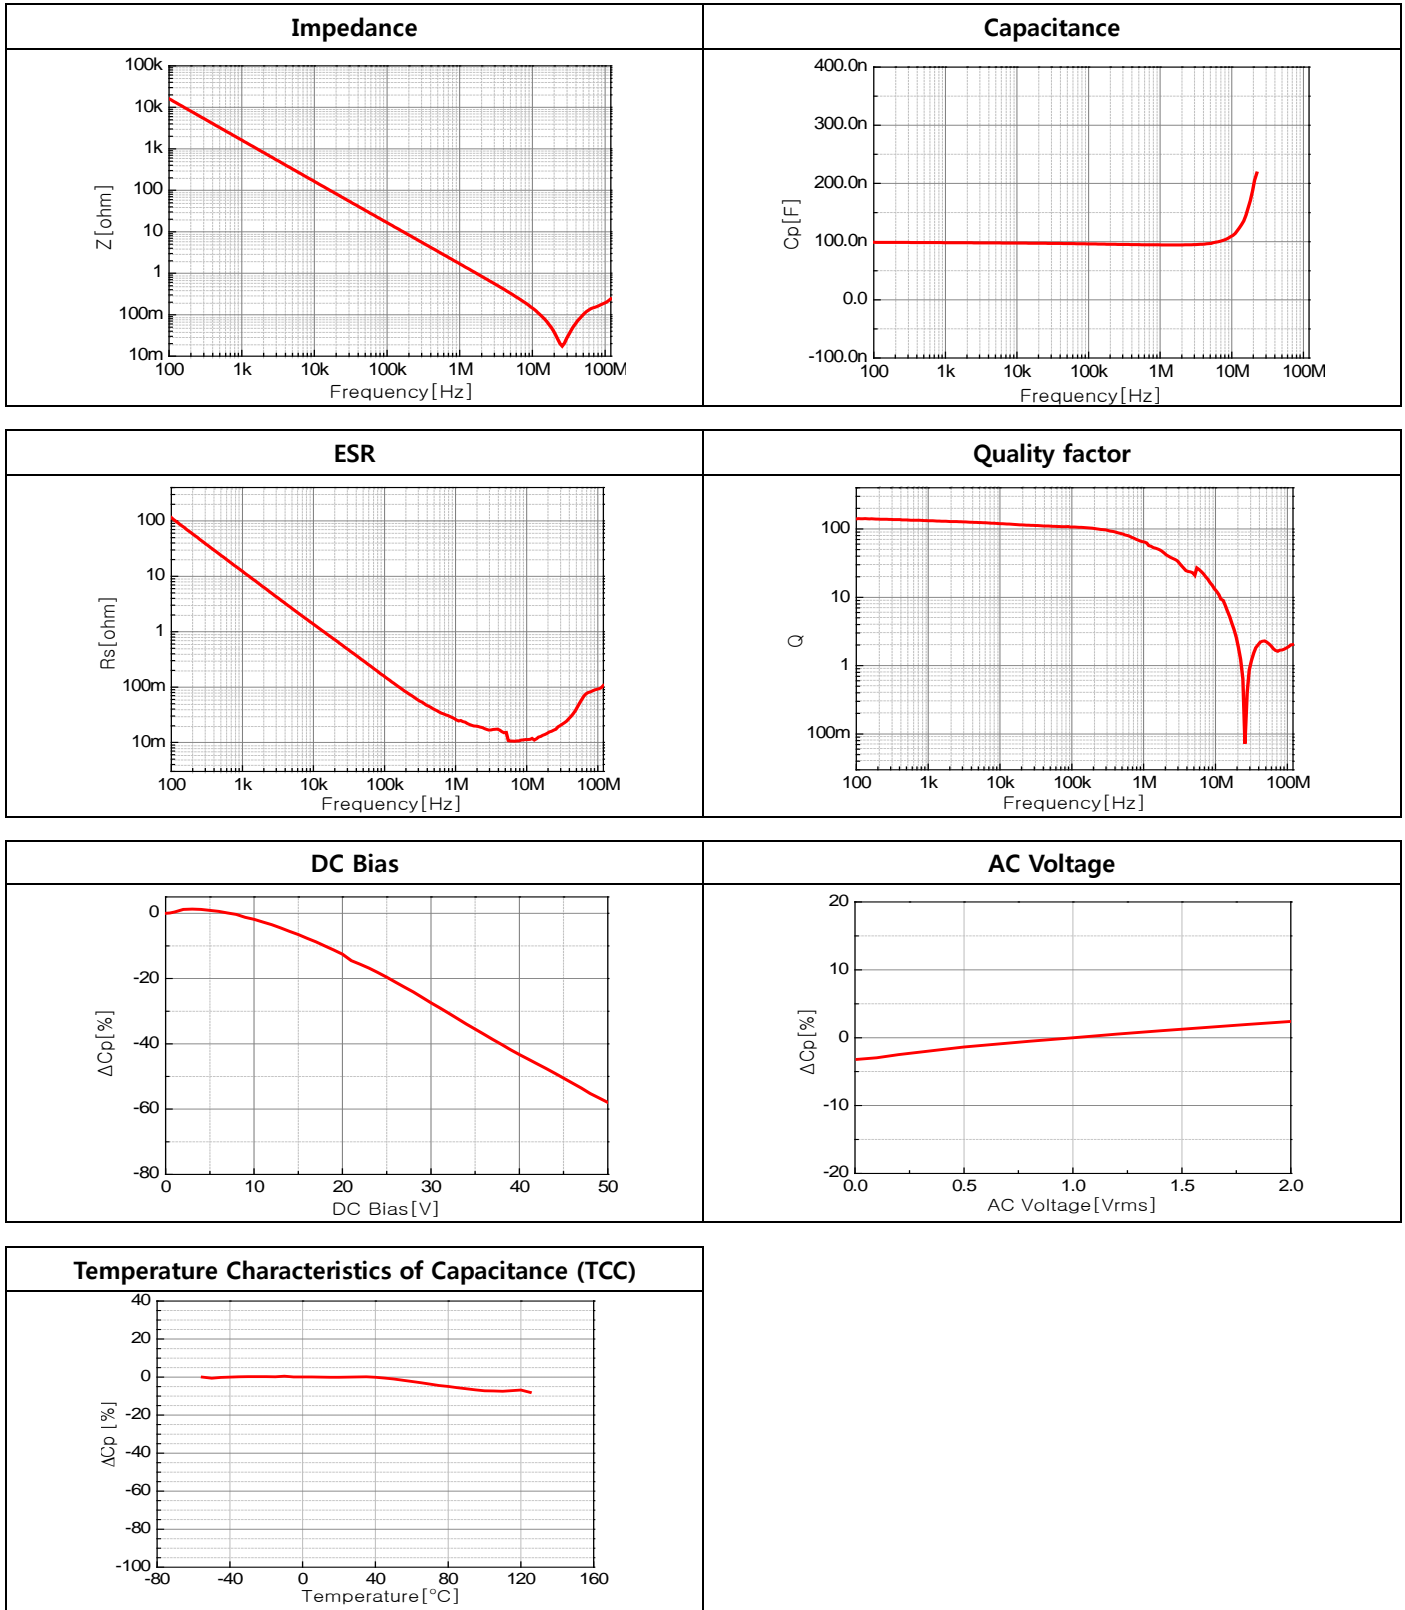 Impedance
Capacitance
100k
10k
1k
100
10
1
100m
10m
Z[ohm]
100 1k 10k 100k 1M 10M 100M
Frequency[Hz]
400.0n
300.0n
200.0n
100.0n
0.0
-100.0n
Cp[F]
100 1k 10k 100k 1M 10M 100M
Frequency[Hz]
ESR
Quality factor
100
10
1
100m
10m
Rs[ohm]
100 1k 10k 100k 1M 10M 100M
Frequency[Hz]
100
10
1
100m
Q
100 1k 10k 100k 1M 10M 100M
Frequency[Hz]
DC Bias
AC Voltage
0
-20
-40
-60
-80
ΔCp[%]
0 10 20 30 40 50
DC Bias[V]
20
10
0
-10
-20
ΔCp[%]
0.0 0.5 1.0 1.5 2.0
AC Voltage[Vrms]
Temperature Characteristics of Capacitance (TCC)
40
20
0
-20
-40
-60
-80
-100
ΔCp [%]
-80 -40 0 40 80 120 160
Temperature[°C]